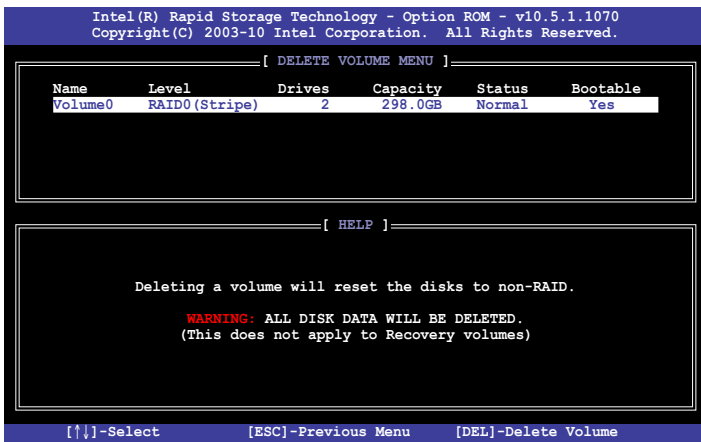 Intel(R) Rapid Storage Technology - Option ROM - v10.5.1.1070
Copyright(C) 2003-10 Intel Corporation. All Rights Reserved.
[ DELETE VOLUME MENU ]
Name Level Drives Capacity Status Bootable
Volume0 RAID0(Stripe) 2 298.0GB Normal Yes
[ HELP ]
Deleting a volume will reset the disks to non-RAID.
WARNING: ALL DISK DATA WILL BE DELETED.
(This does not apply to Recovery volumes)
[↑↓]-Select [ESC]-Previous Menu [DEL]-Delete Volume